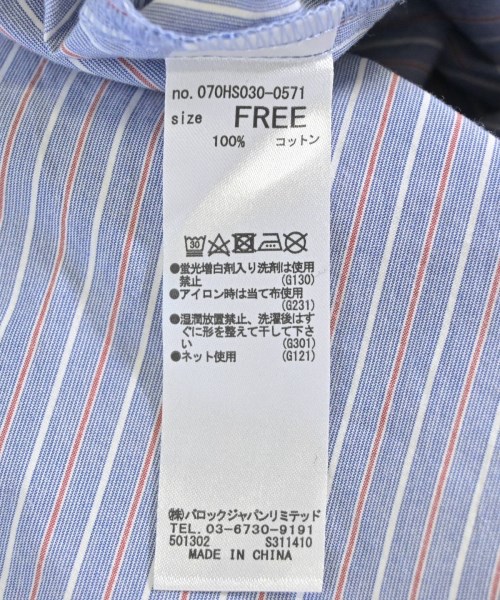 no. 070HS030-0571
size FREE
100% コットン
30
●蛍光増白剤入り洗剤は使用
禁止 (G130)
●アイロン時は当て布使用
(G231)
●湿潤放置禁止、洗濯後はす
ぐに形を整えて干して下さ
い (G301)
●ネット使用 (G121)
㈱バロックジャパンリミテッド
TEL. 03-6730-9191
501302 S311410
MADE IN CHINA